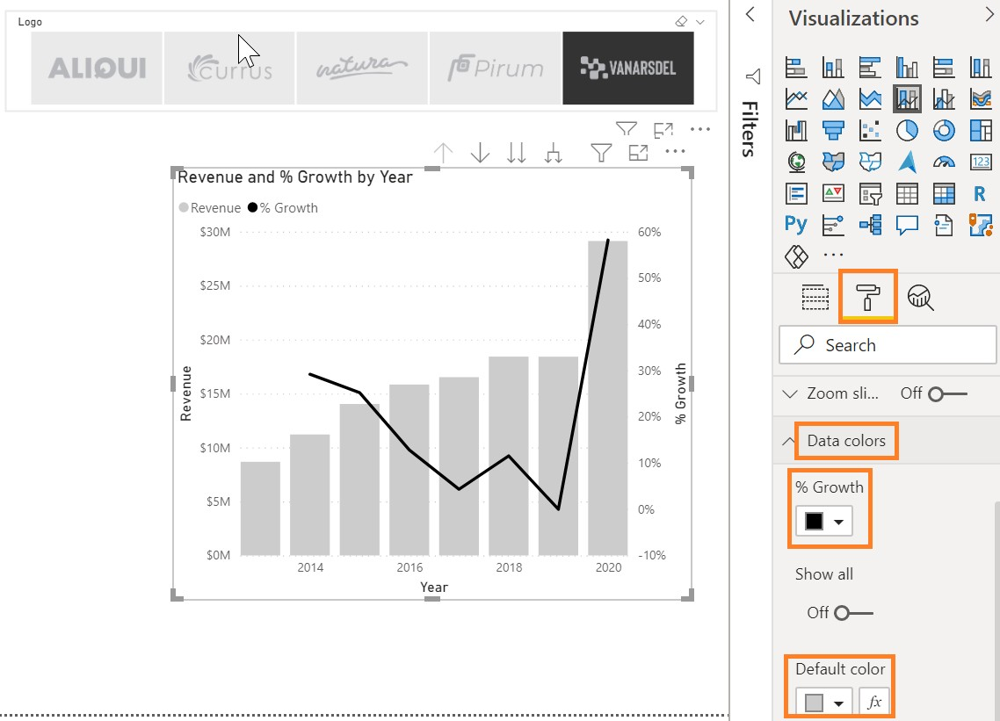 Logo
ALIQUI
currus
natura
Pirum
VANARSDEL
Revenue and % Growth by Year
Revenue % Growth
$30M
$25M
$20M
$15M
$10M
$5M
$0M
Revenue
60%
50%
40%
30%
20%
10%
0%
-10%
% Growth
2014 2016 2018 2020
Year
Filters
Visualizations
123
R
Py
Search
Zoom sli... Off
Data colors
% Growth
Show all
Off
Default color
fx